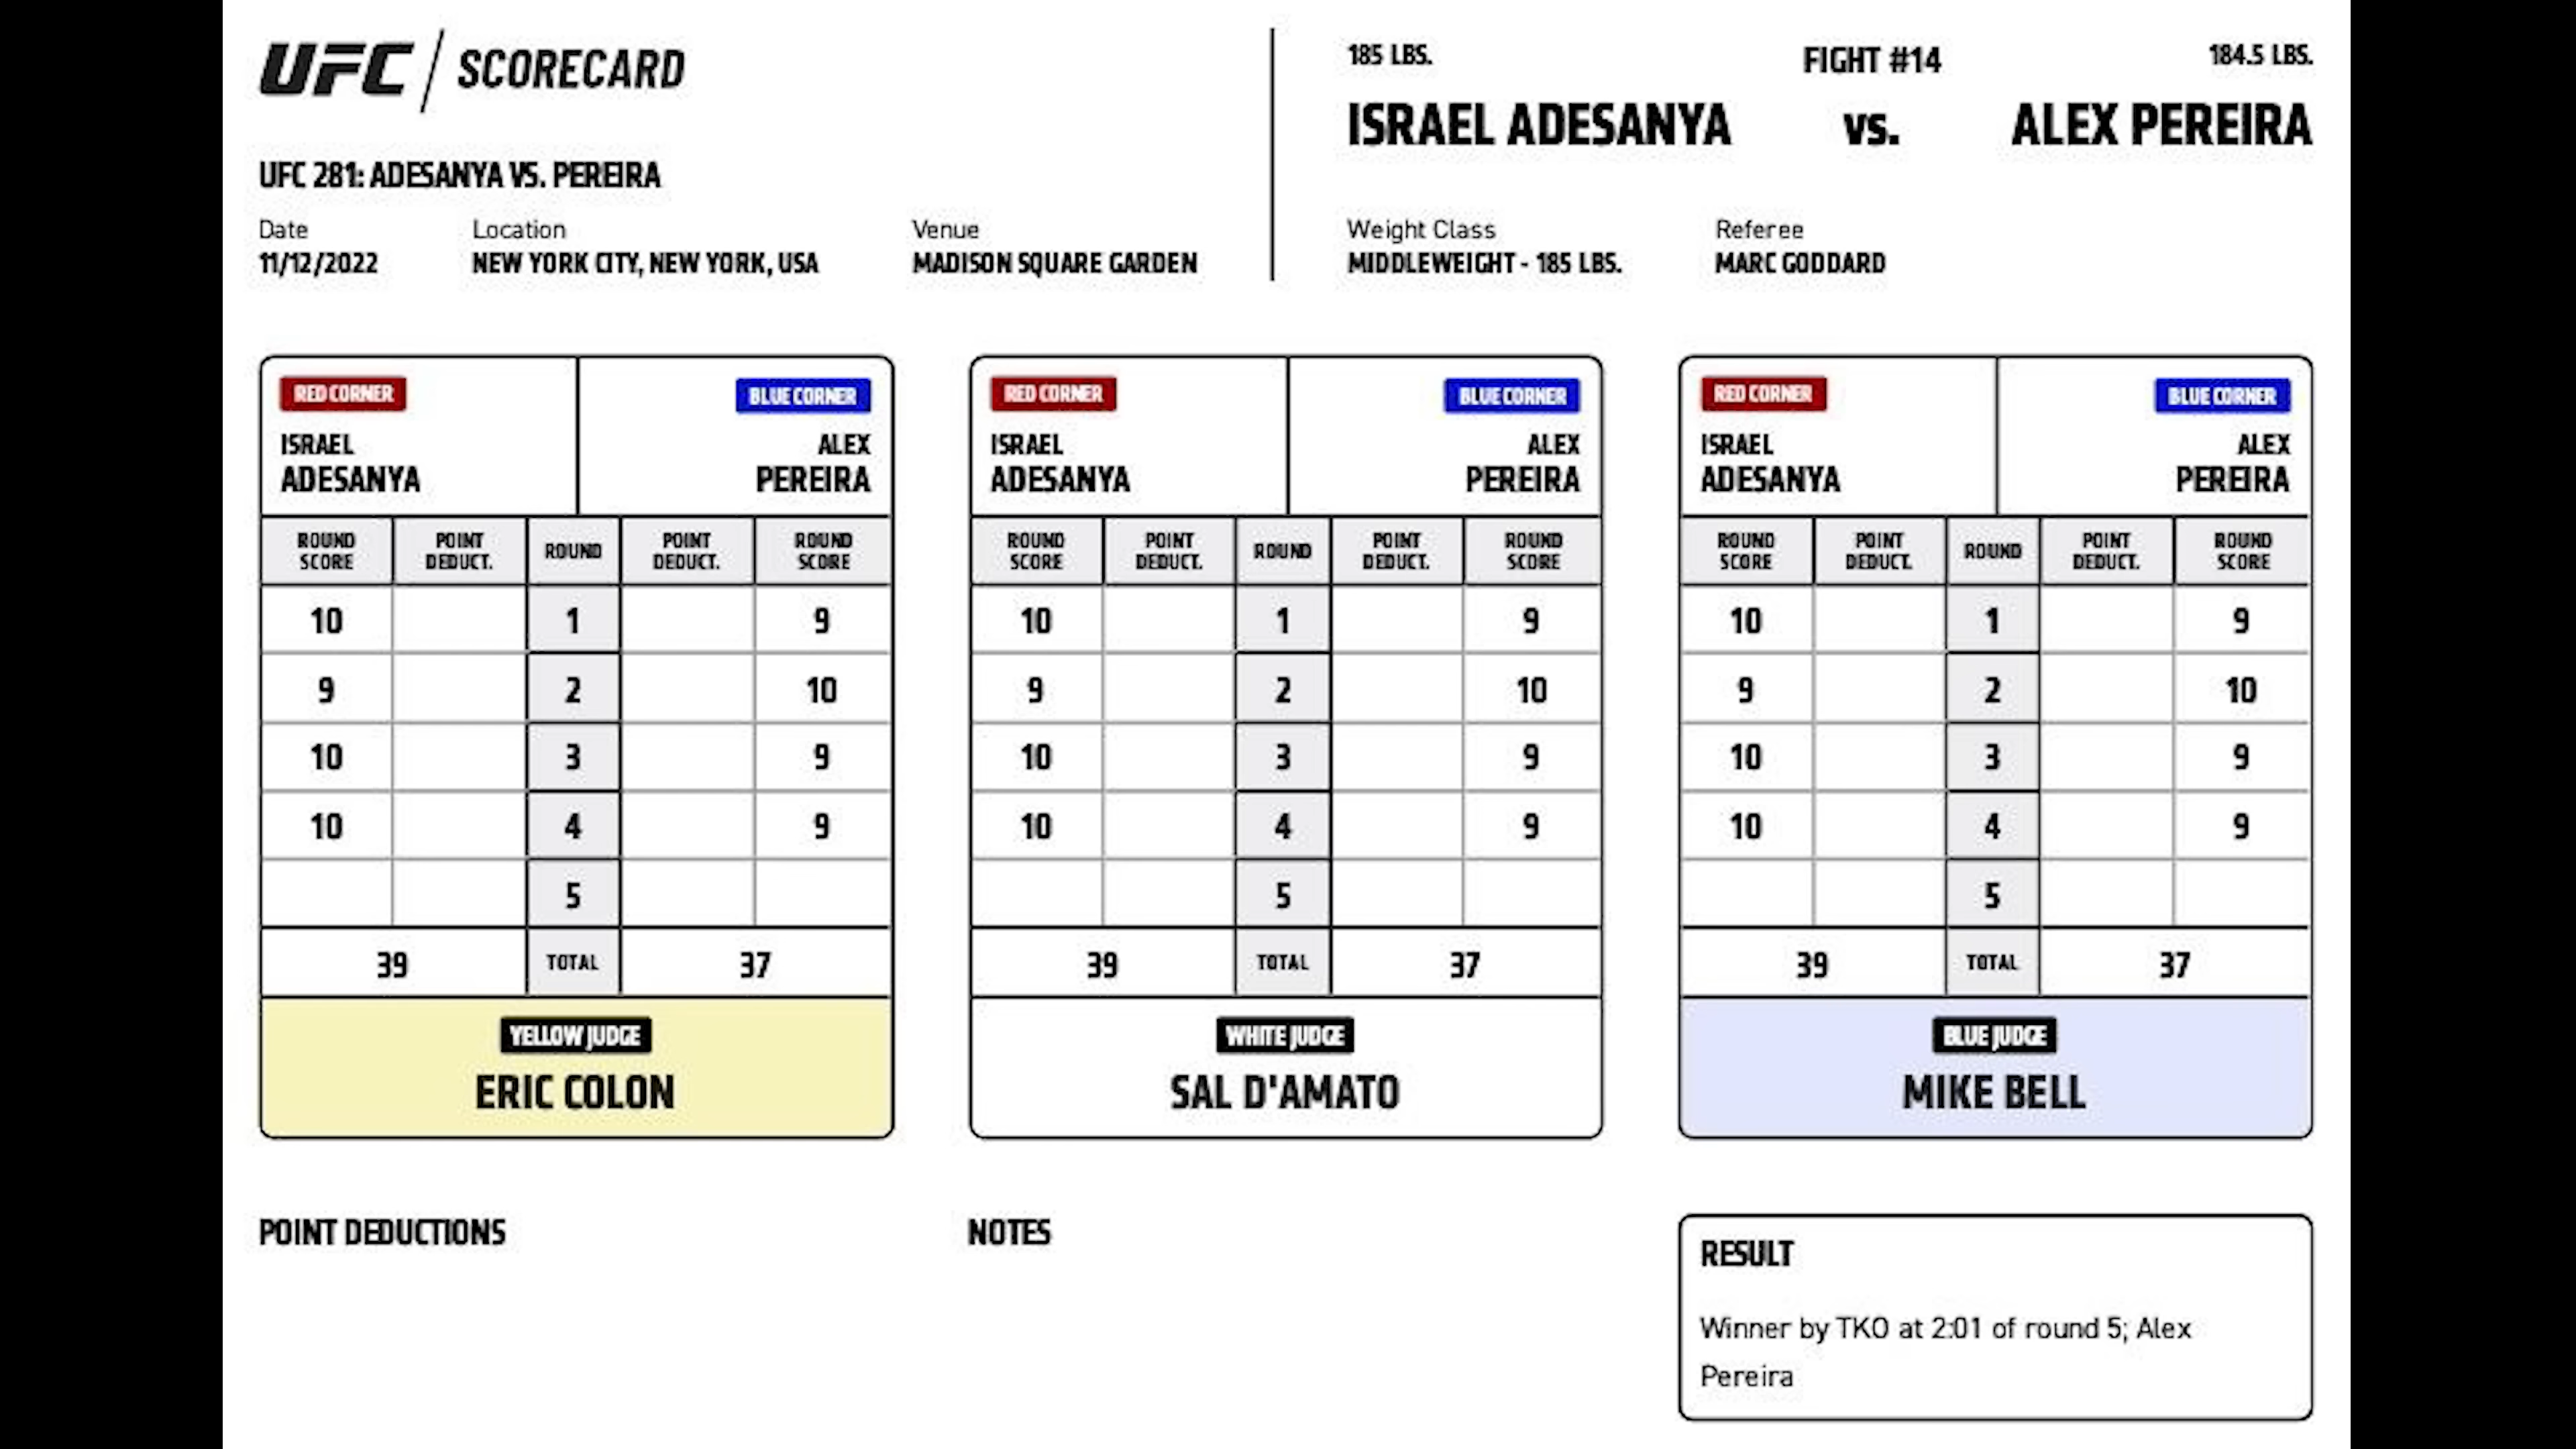 UFC / SCORECARD
UFC 281: ADESANYA VS. PEREIRA
Date
11/12/2022
Location
NEW YORK CITY, NEW YORK, USA
Venue
MADISON SQUARE GARDEN
185 LBS.
FIGHT #14
184.5 LBS.
ISRAEL ADESANYA vs. ALEX PEREIRA
Weight Class
MIDDLEWEIGHT - 185 LBS.
Referee
MARC GODDARD
RED CORNER
BLUE CORNER
ISRAEL
ADESANYA
ALEX
PEREIRA
ROUND SCORE POINT DEDUCT. ROUND POINT DEDUCT. ROUND SCORE
10 1 9
9 2 10
10 3 9
10 4 9
5
39 TOTAL 37
YELLOW JUDGE
ERIC COLON
RED CORNER
BLUE CORNER
ISRAEL
ADESANYA
ALEX
PEREIRA
ROUND SCORE POINT DEDUCT. ROUND POINT DEDUCT. ROUND SCORE
10 1 9
9 2 10
10 3 9
10 4 9
5
39 TOTAL 37
WHITE JUDGE
SAL D'AMATO
RED CORNER
BLUE CORNER
ISRAEL
ADESANYA
ALEX
PEREIRA
ROUND SCORE POINT DEDUCT. ROUND POINT DEDUCT. ROUND SCORE
10 1 9
9 2 10
10 3 9
10 4 9
5
39 TOTAL 37
BLUE JUDGE
MIKE BELL
POINT DEDUCTIONS
NOTES
RESULT
Winner by TKO at 2:01 of round 5; Alex
Pereira